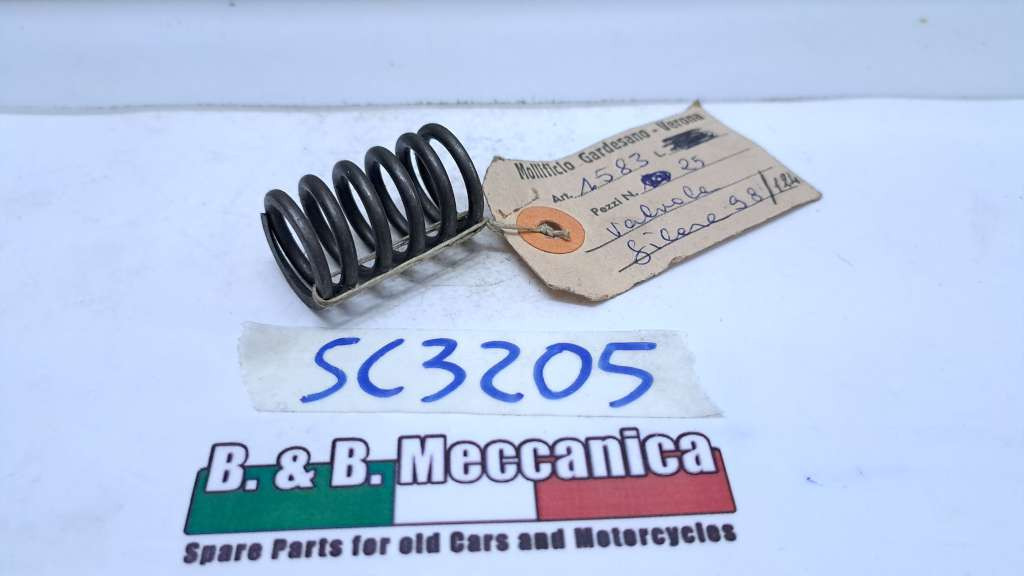 Mollificio Gardesano - Verona
Art. 1583 L.
Pezzi N. 25
Valvola
Gilera 98/124
SC3205
B. & B. Meccanica
Spare Parts for old Cars and Motorcycles